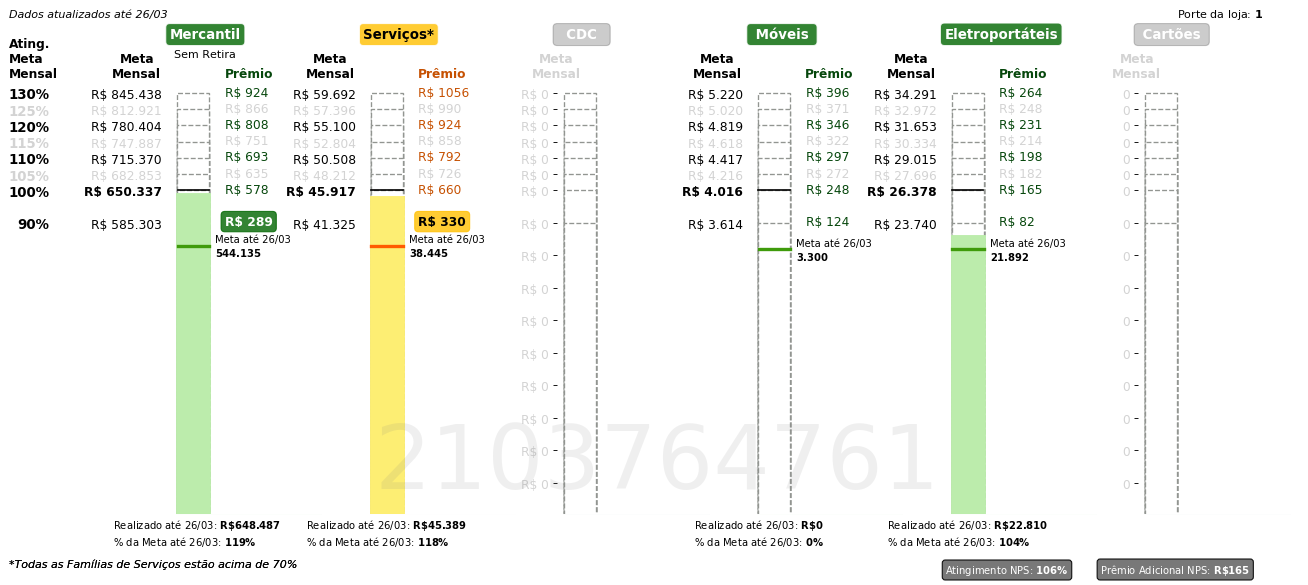 Dados atualizados até 26/03
Porte da loja: 1
Mercantil
Serviços*
CDC
Móveis
Eletroportáteis
Cartões
Sem Retira
Ating. Meta Mensal
Meta Mensal
Prêmio
Meta Mensal
Prêmio
Meta Mensal
Meta Mensal
Prêmio
Meta Mensal
Prêmio
Meta Mensal
130% R$ 845.438 R$ 924 R$ 59.692 R$ 1056 R$ 0 R$ 5.220 R$ 396 R$ 34.291 R$ 264 0
125% R$ 812.921 R$ 866 R$ 57.396 R$ 990 R$ 0 R$ 5.020 R$ 371 R$ 32.972 R$ 248 0
120% R$ 780.404 R$ 808 R$ 55.100 R$ 924 R$ 0 R$ 4.819 R$ 346 R$ 31.653 R$ 231 0
115% R$ 747.887 R$ 751 R$ 52.804 R$ 858 R$ 0 R$ 4.618 R$ 322 R$ 30.334 R$ 214 0
110% R$ 715.370 R$ 693 R$ 50.508 R$ 792 R$ 0 R$ 4.417 R$ 297 R$ 29.015 R$ 198 0
105% R$ 682.853 R$ 635 R$ 48.212 R$ 726 R$ 0 R$ 4.216 R$ 272 R$ 27.696 R$ 182 0
100% R$ 650.337 R$ 578 R$ 45.917 R$ 660 R$ 0 R$ 4.016 R$ 248 R$ 26.378 R$ 165 0
90% R$ 585.303 R$ 289 R$ 41.325 R$ 330 R$ 0 R$ 3.614 R$ 124 R$ 23.740 R$ 82 0
Meta até 26/03 Meta até 26/03 Meta até 26/03 Meta até 26/03
544.135 38.445 R$ 0 3.300 21.892 0
R$ 0 0
R$ 0 0
R$ 0 0
R$ 0 0
R$ 0 0
R$ 0 0
R$ 0 0
2103764761
Realizado até 26/03: R$648.487 Realizado até 26/03: R$45.389 Realizado até 26/03: R$0 Realizado até 26/03: R$22.810
% da Meta até 26/03: 119% % da Meta até 26/03: 118% % da Meta até 26/03: 0% % da Meta até 26/03: 104%
*Todas as Famílias de Serviços estão acima de 70%
Atingimento NPS: 106%
Prêmio Adicional NPS: R$165